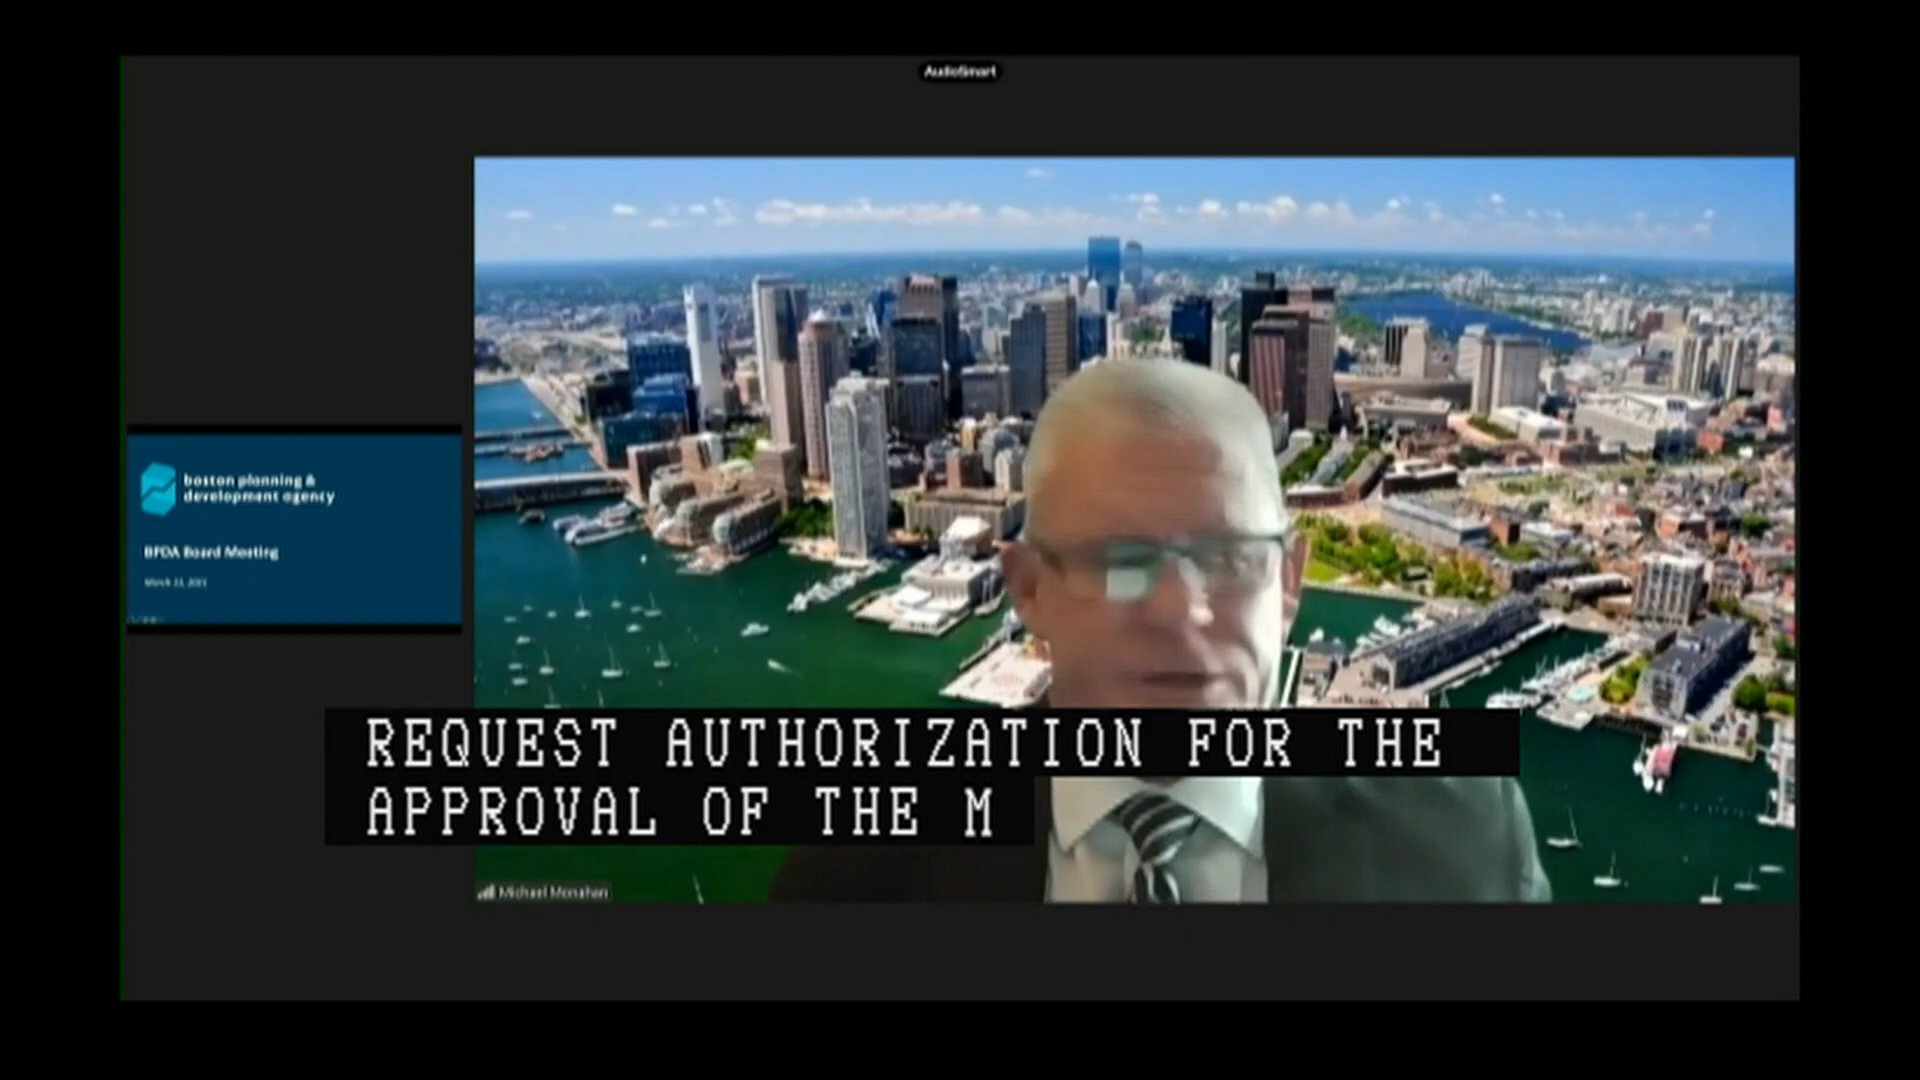 AudioSmart
boston planning &
development agency
BPDA Board Meeting
REQUEST AUTHORIZATION FOR THE
APPROVAL OF THE M
Michael Monahan